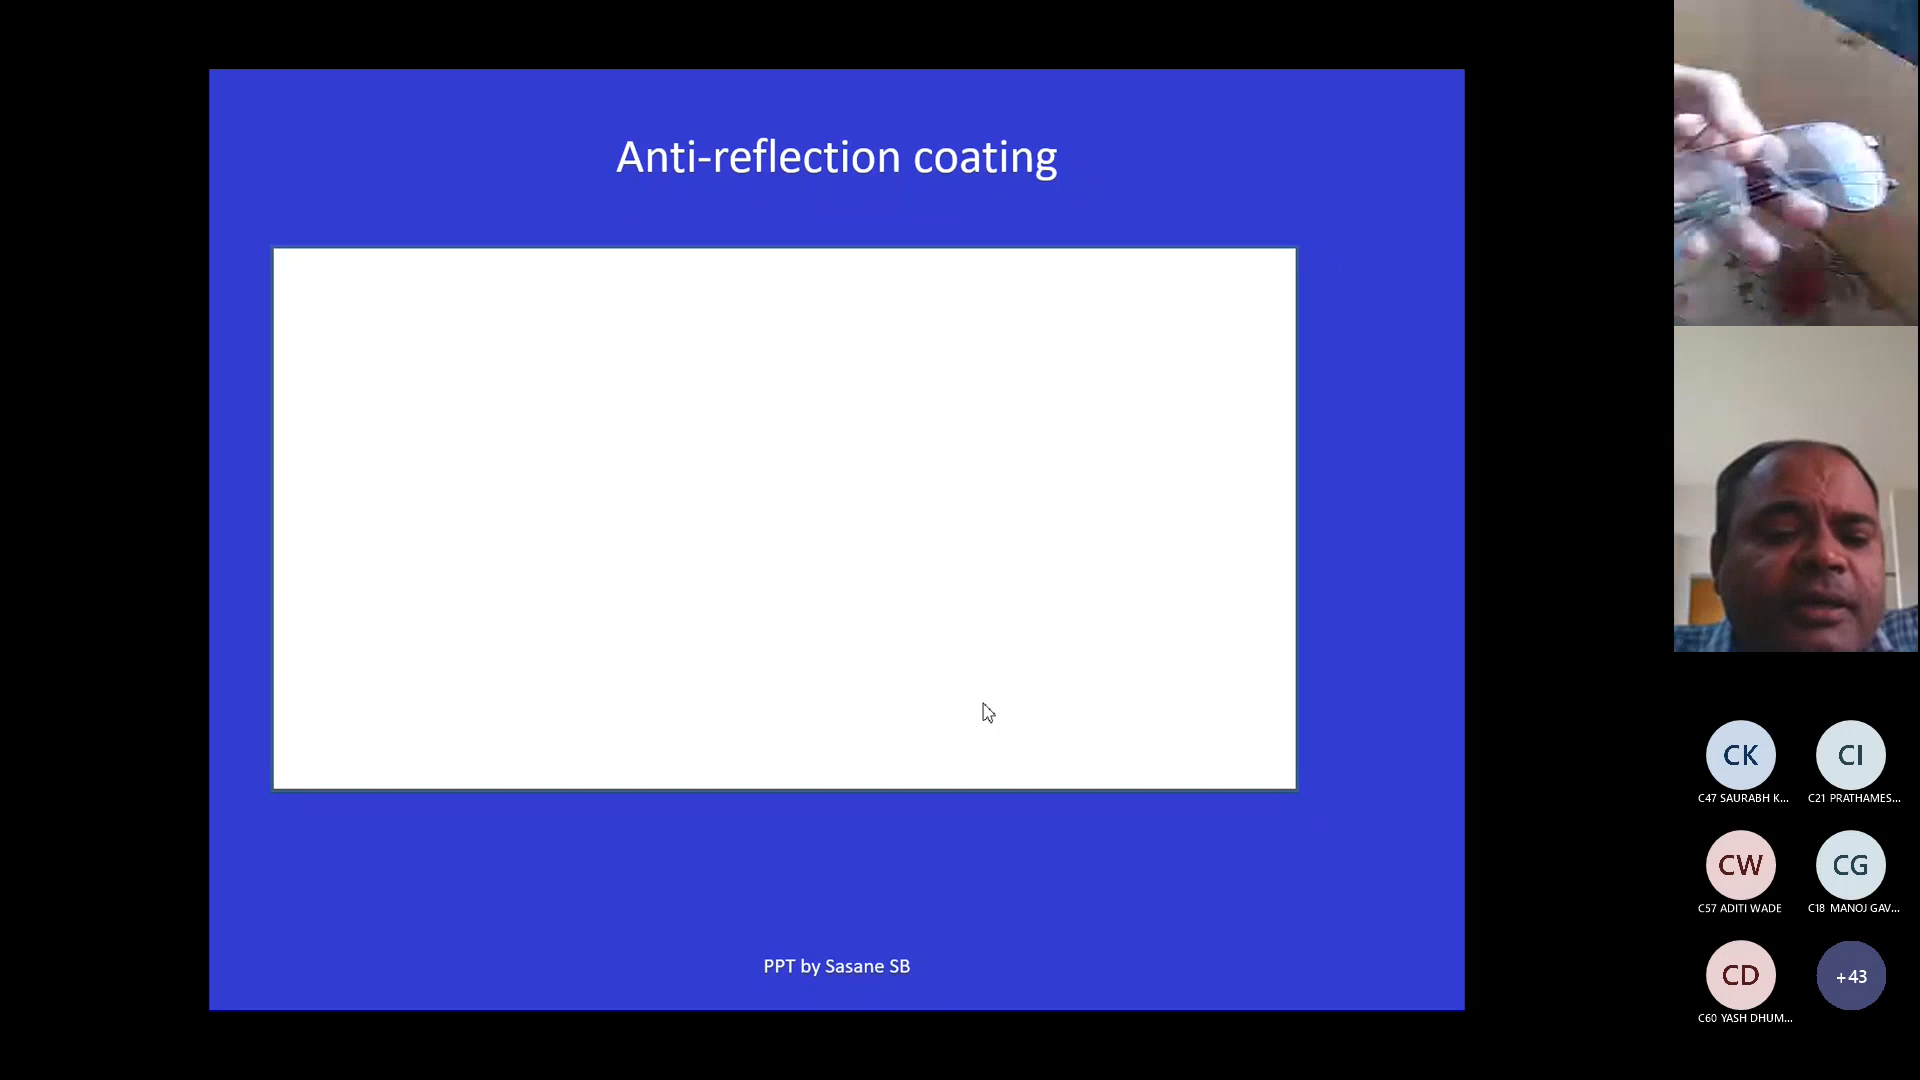 Anti-reflection coating
PPT by Sasane SB
CK
CI
C47 SAURABH K...
C21 PRATHAMES...
CW
CG
C57 ADITI WADE
C18 MANOJ GAV...
CD
+43
C60 YASH DHUM...